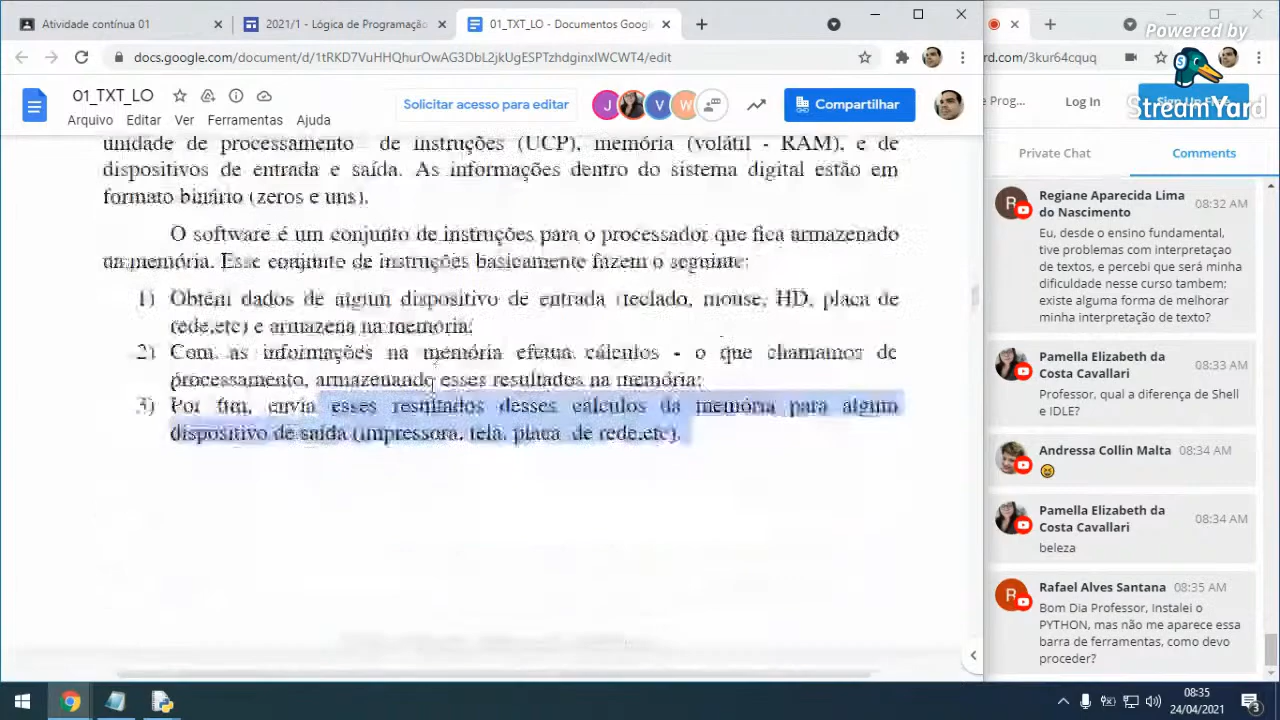 Atividade contínua 01
2021/1 - Lógica de Programação
01_TXT_LO - Documentos Googl
docs.google.com/document/d/1tRKD7VuHHQhurOwAG3DbL2jkUgESPTzhdginxIWCWT4/edit
rd.com/3kur64cquq
Powered by
StreamYard
01_TXT_LO
Arquivo Editar Ver Ferramentas Ajuda
Solicitar acesso para editar
J V W
Compartilhar
e Prog...
Log In
Private Chat
Comments
unidade de processamento de instruções (UCP), memória (volátil - RAM), e de
dispositivos de entrada e saída. As informações dentro do sistema digital estão em
formato binário (zeros e uns).
O software é um conjunto de instruções para o processador que fica armazenado
na memória. Esse conjunto de instruções basicamente fazem o seguinte:
1) Obtém dados de algum dispositivo de entrada (teclado, mouse, HD, placa de
rede,etc) e armazena na memória;
2) Com as informações na memória efetua cálculos - o que chamamos de
processamento, armazenando esses resultados na memória;
3) Por fim, envia esses resultados desses cálculos da memória para algum
dispositivo de saída (impressora, tela, placa de rede,etc).
R
Regiane Aparecida Lima
do Nascimento
08:32 AM
Eu, desde o ensino fundamental,
tive problemas com interpretaçao
de textos, e percebi que será minha
dificuldade nesse curso tambem;
existe alguma forma de melhorar
minha interpretação de texto?
Pamella Elizabeth da
Costa Cavallari
08:33 AM
Professor, qual a diferença de Shell
e IDLE?
Andressa Collin Malta
08:34 AM
Pamella Elizabeth da
Costa Cavallari
08:34 AM
beleza
R
Rafael Alves Santana
08:35 AM
Bom Dia Professor, Instalei o
PYTHON, mas não me aparece essa
barra de ferramentas, como devo
proceder?
08:35
24/04/2021
3